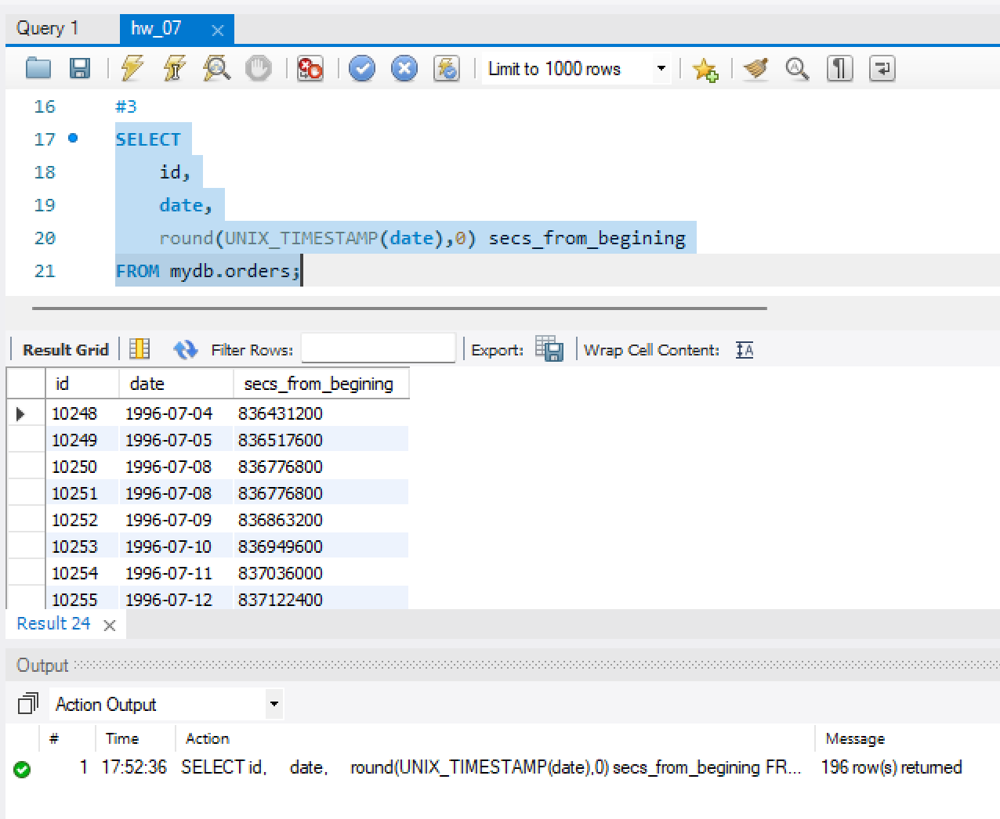 Query 1 hw_07
Limit to 1000 rows
16 #3
17 SELECT
18 id,
19 date,
20 round(UNIX_TIMESTAMP(date),0) secs_from_begining
21 FROM mydb.orders;
Result Grid Filter Rows: Export: Wrap Cell Content:
id date secs_from_begining
10248 1996-07-04 836431200
10249 1996-07-05 836517600
10250 1996-07-08 836776800
10251 1996-07-08 836776800
10252 1996-07-09 836863200
10253 1996-07-10 836949600
10254 1996-07-11 837036000
10255 1996-07-12 837122400
Result 24
Output
Action Output
# Time Action Message
1 17:52:36 SELECT id, date, round(UNIX_TIMESTAMP(date),0) secs_from_begining FR... 196 row(s) returned